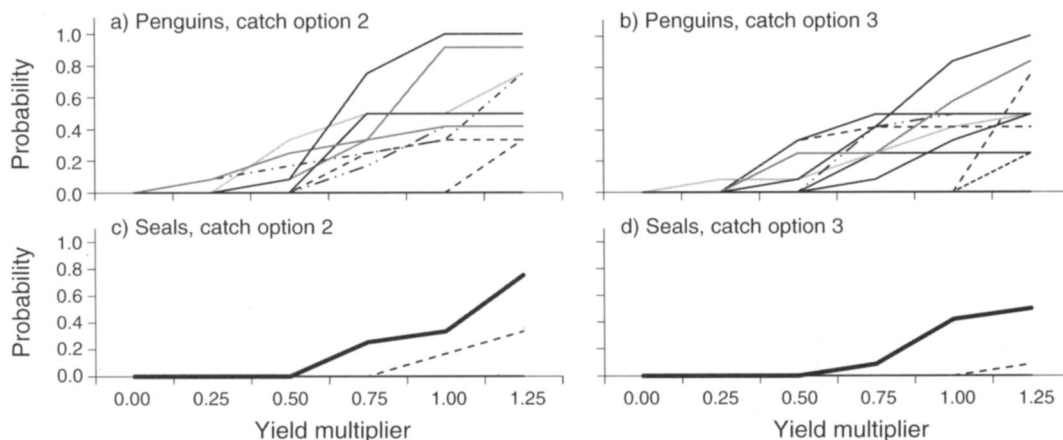 a) Penguins, catch option 2
b) Penguins, catch option 3
Probability
1.0
0.8
0.6
0.4
0.2
0.0
c) Seals, catch option 2
d) Seals, catch option 3
Probability
1.0
0.8
0.6
0.4
0.2
0.0
0.00 0.25 0.50 0.75 1.00 1.25
0.00 0.25 0.50 0.75 1.00 1.25
Yield multiplier
Yield multiplier